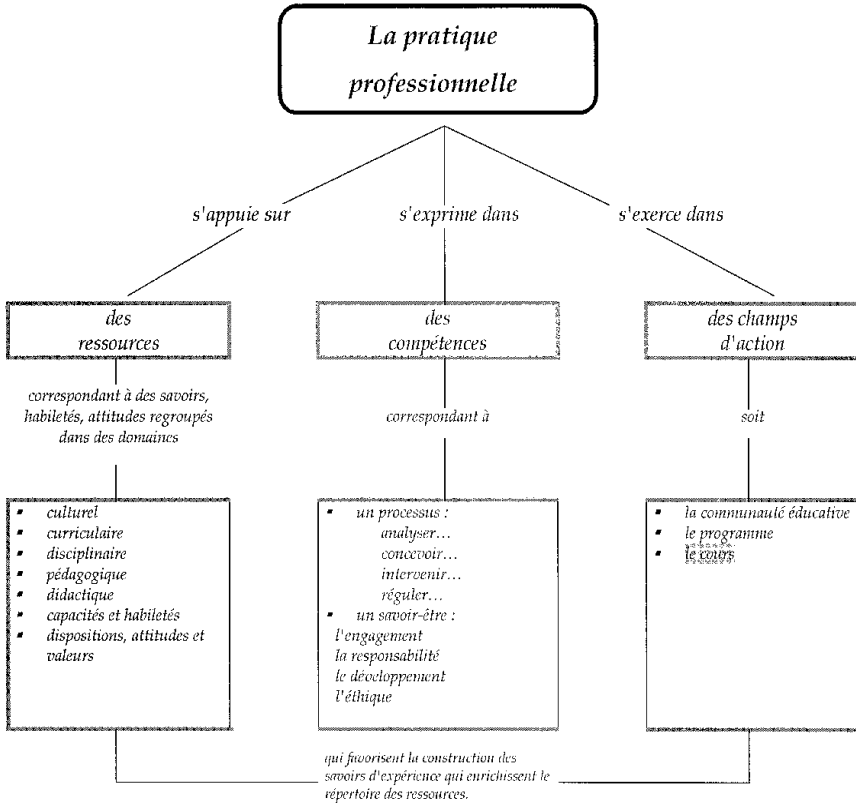 La pratique
professionnelle
s'appuie sur
s'exprime dans
s'exerce dans
des
ressources
des
compétences
des champs
d'action
correspondant à des savoirs,
habiletés, attitudes regroupés
dans des domaines
correspondant à
soit
▪ culturel
▪ curriculaire
▪ disciplinaire
▪ pédagogique
▪ didactique
▪ capacités et habiletés
▪ dispositions, attitudes et
valeurs
▪ un processus :
analyser…
concevoir…
intervenir…
réguler…
▪ un savoir-être :
l'engagement
la responsabilité
le développement
l'éthique
▪ la communauté éducative
▪ le programme
▪ le cours
qui favorisent la construction des
savoirs d'expérience qui enrichissent le
répertoire des ressources.